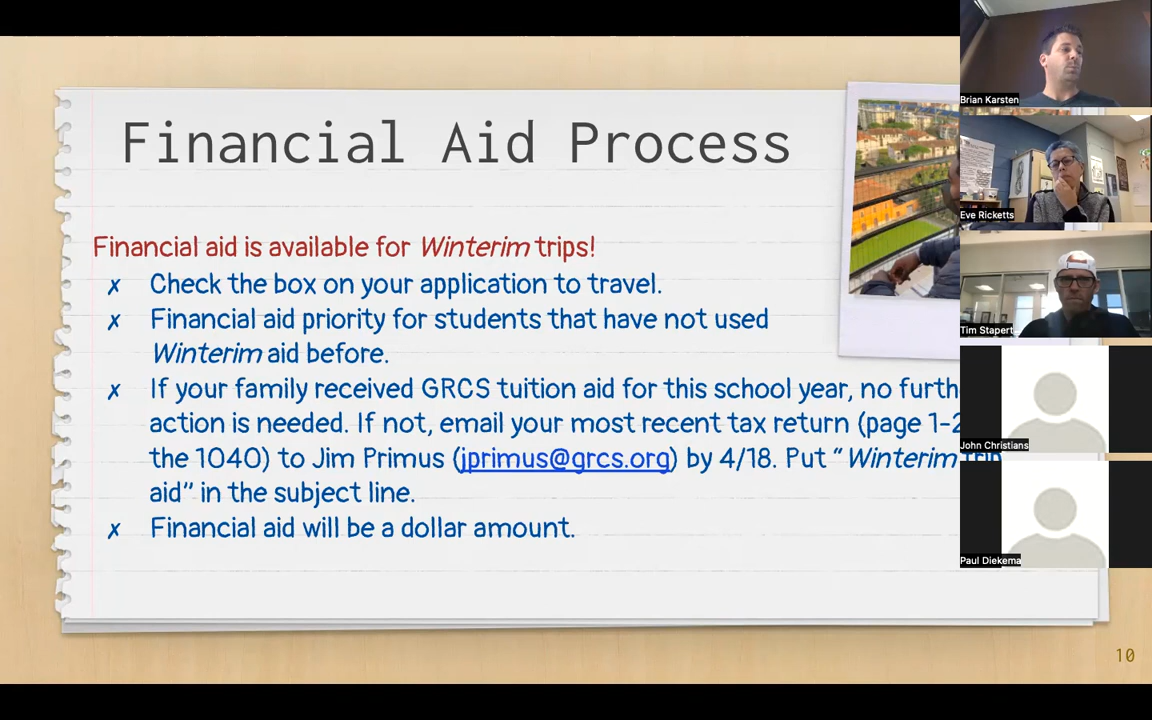 Financial Aid Process
Financial aid is available for Winterim trips!
✗ Check the box on your application to travel.
✗ Financial aid priority for students that have not used
Winterim aid before.
✗ If your family received GRCS tuition aid for this school year, no
action is needed. If not, email your most recent tax return (page 1-2
the 1040) to Jim Primus (jprimus@grcs.org) by 4/18. Put “Winterim trip
aid” in the subject line.
✗ Financial aid will be a dollar amount.
10
Brian Karsten
Eve Ricketts
Tim Stapert
John Christians
Paul Diekema